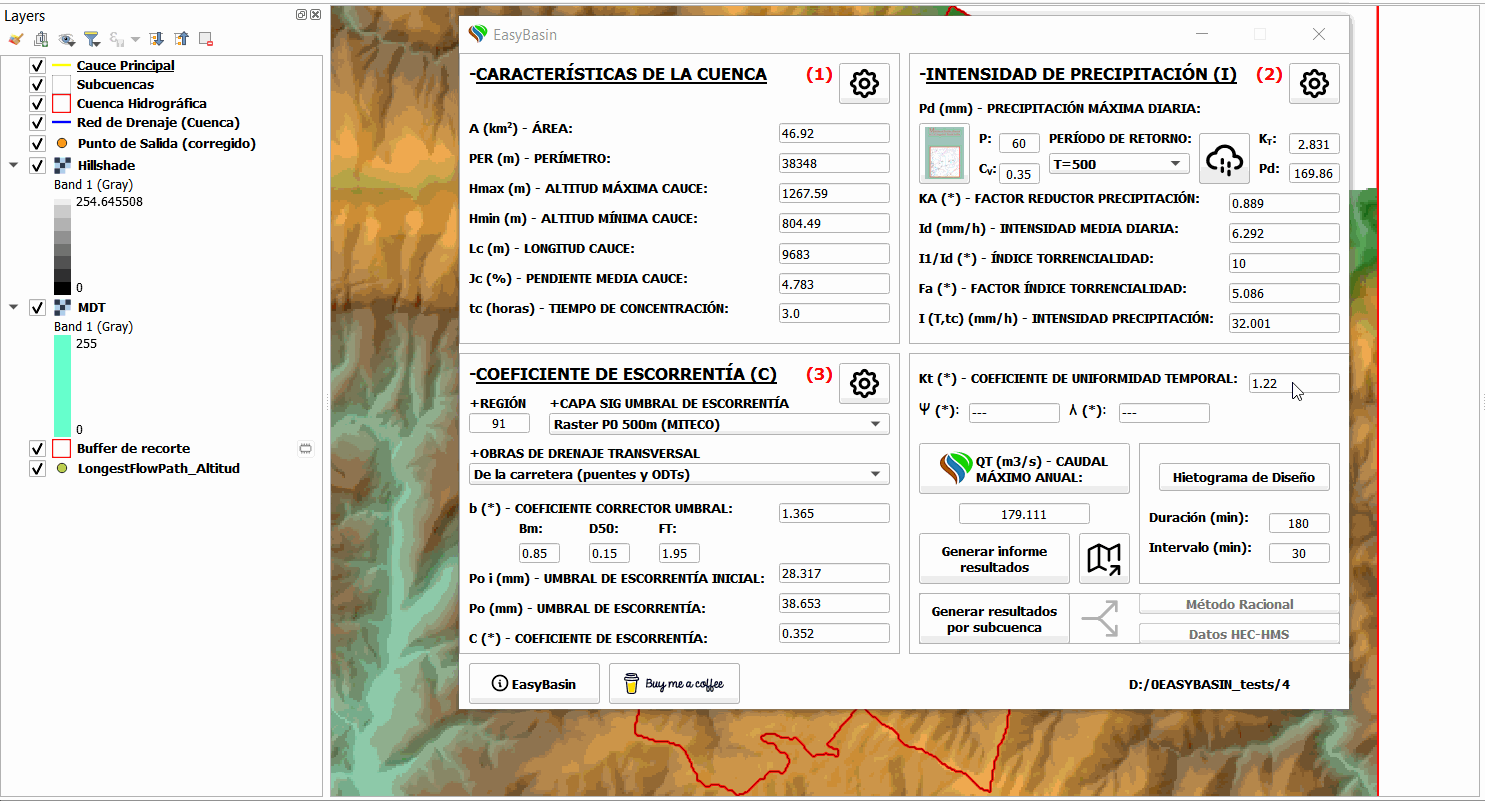 Layers
Cauce Principal
Subcuencas
Cuenca Hidrográfica
Red de Drenaje (Cuenca)
Punto de Salida (corregido)
Hillshade
Band 1 (Gray)
254.645508
0
MDT
Band 1 (Gray)
255
0
Buffer de recorte
LongestFlowPath_Altitud
EasyBasin
-CARACTERÍSTICAS DE LA CUENCA (1)
A (km²) - ÁREA: 46.92
PER (m) - PERÍMETRO: 38348
Hmax (m) - ALTITUD MÁXIMA CAUCE: 1267.59
Hmin (m) - ALTITUD MÍNIMA CAUCE: 804.49
Lc (m) - LONGITUD CAUCE: 9683
Jc (%) - PENDIENTE MEDIA CAUCE: 4.783
tc (horas) - TIEMPO DE CONCENTRACIÓN: 3.0
-INTENSIDAD DE PRECIPITACIÓN (I) (2)
Pd (mm) - PRECIPITACIÓN MÁXIMA DIARIA:
P: 60 PERÍODO DE RETORNO: KT: 2.831
Cv: 0.35 T=500 Pd: 169.86
KA (*) - FACTOR REDUCTOR PRECIPITACIÓN: 0.889
Id (mm/h) - INTENSIDAD MEDIA DIARIA: 6.292
I1/Id (*) - ÍNDICE TORRENCIALIDAD: 10
Fa (*) - FACTOR ÍNDICE TORRENCIALIDAD: 5.086
I (T,tc) (mm/h) - INTENSIDAD PRECIPITACIÓN: 32.001
-COEFICIENTE DE ESCORRENTÍA (C) (3)
+REGIÓN +CAPA SIG UMBRAL DE ESCORRENTÍA
91 Raster P0 500m (MITECO)
+OBRAS DE DRENAJE TRANSVERSAL
De la carretera (puentes y ODTs)
b (*) - COEFICIENTE CORRECTOR UMBRAL: 1.365
Bm: D50: FT:
0.85 0.15 1.95
Po i (mm) - UMBRAL DE ESCORRENTÍA INICIAL: 28.317
Po (mm) - UMBRAL DE ESCORRENTÍA: 38.653
C (*) - COEFICIENTE DE ESCORRENTÍA: 0.352
Kt (*) - COEFICIENTE DE UNIFORMIDAD TEMPORAL: 1.22
Ψ (*): --- λ (*): ---
QT (m3/s) - CAUDAL
MÁXIMO ANUAL:
179.111
Generar informe
resultados
Hietograma de Diseño
Duración (min): 180
Intervalo (min): 30
Generar resultados
por subcuenca
Método Racional
Datos HEC-HMS
EasyBasin
Buy me a coffee
D:/0EASYBASIN_tests/4